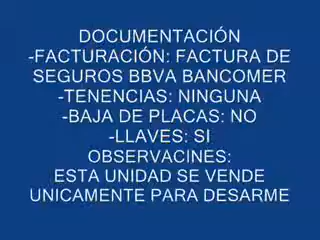 DOCUMENTACIÓN
-FACTURACIÓN: FACTURA DE
SEGUROS BBVA BANCOMER
-TENENCIAS: NINGUNA
-BAJA DE PLACAS: NO
-LLAVES: SI
OBSERVACINES:
ESTA UNIDAD SE VENDE
UNICAMENTE PARA DESARME